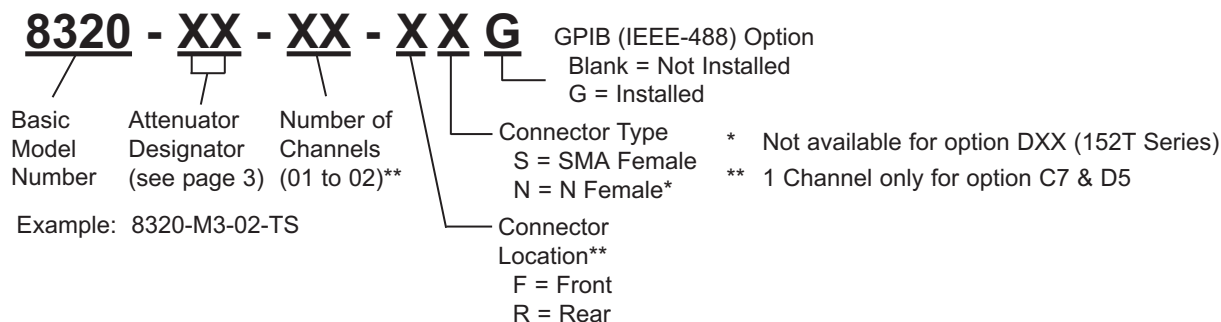 8320 - XX - XX - X X G
GPIB (IEEE-488) Option
Blank = Not Installed
G = Installed
Basic
Model
Number
Attenuator
Designator
(see page 3)
Number of
Channels
(01 to 02)**
Connector Type
S = SMA Female
N = N Female*
* Not available for option DXX (152T Series)
** 1 Channel only for option C7 & D5
Example: 8320-M3-02-TS
Connector
Location**
F = Front
R = Rear